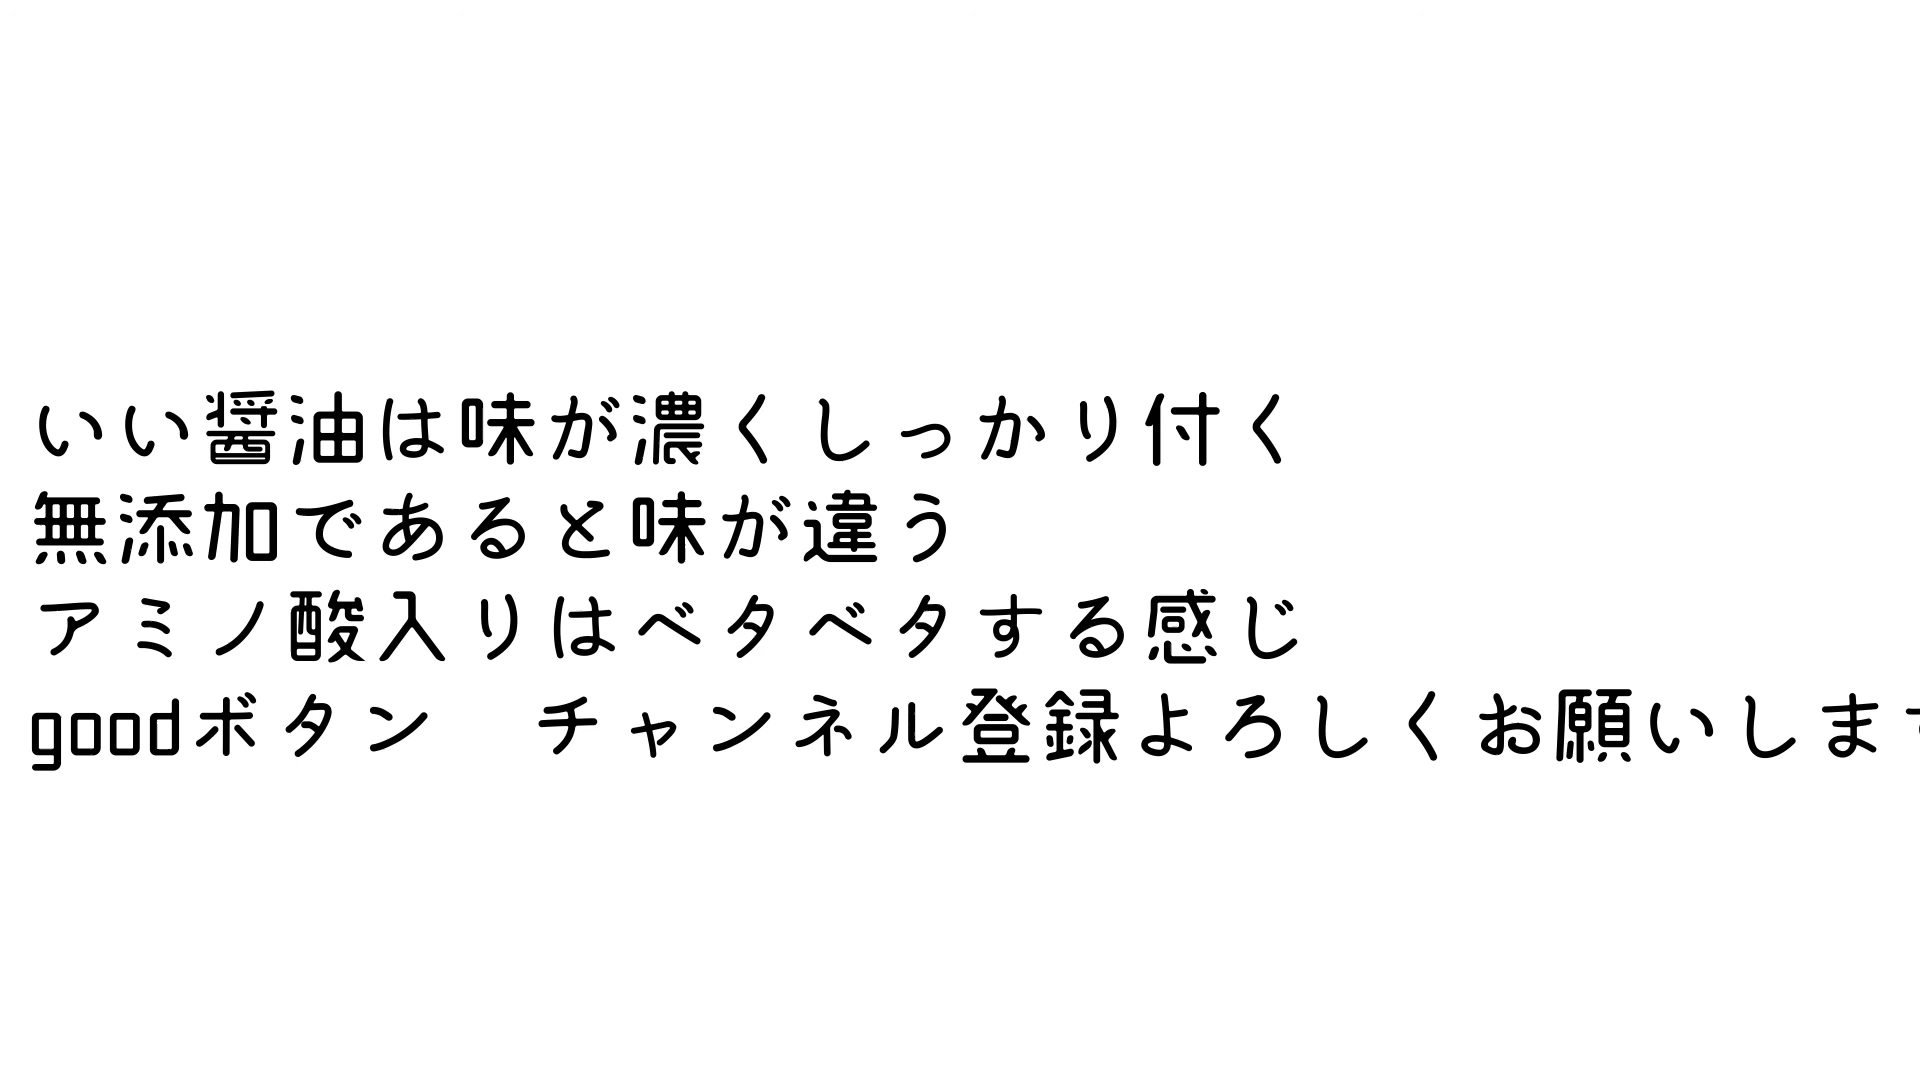 いい醤油は味が濃くしっかり付く
無添加であると味が違う
アミノ酸入りはベタベタする感じ
goodボタン　チャンネル登録よろしくお願いします